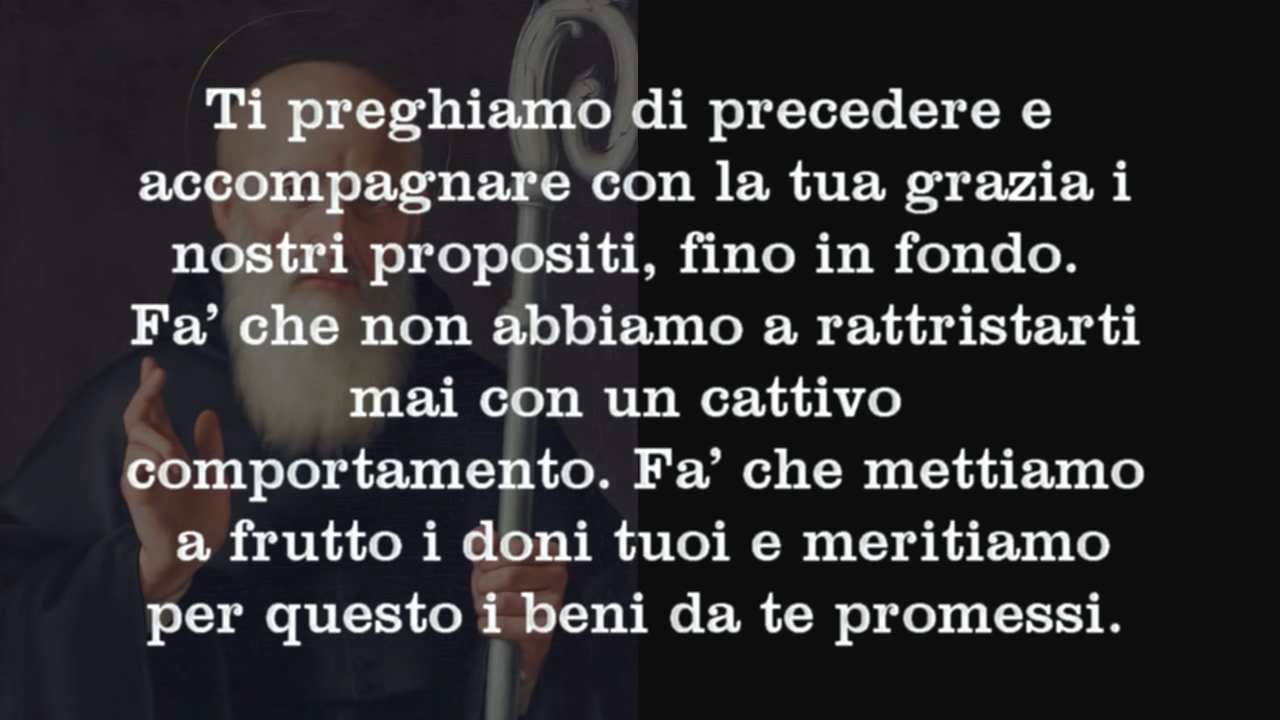 Ti preghiamo di precedere e
accompagnare con la tua grazia i
nostri propositi, fino in fondo.
Fa’ che non abbiamo a rattristarti
mai con un cattivo
comportamento. Fa’ che mettiamo
a frutto i doni tuoi e meritiamo
per questo i beni da te promessi.